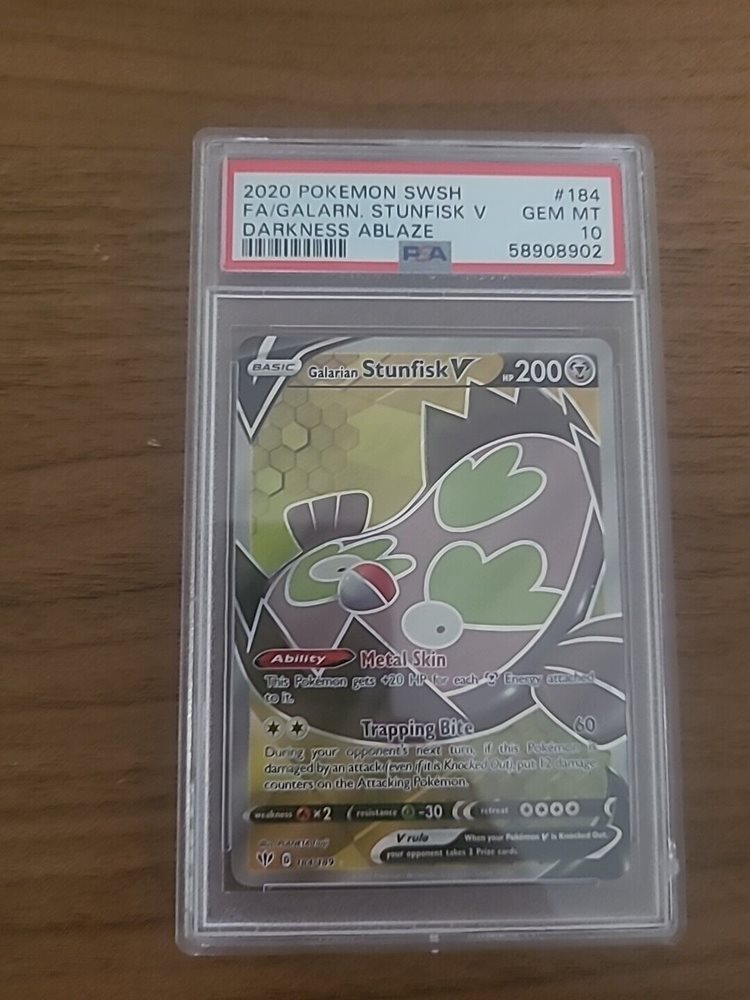 2020 POKEMON SWSH #184
FA/GALARN. STUNFISK V GEM MT
DARKNESS ABLAZE 10
PSA 58908902
BASIC Galarian Stunfisk V HP 200
Ability Metal Skin
This Pokémon gets +20 HP for each Energy attached
to it.
Trapping Bite 60
During your opponent's next turn, if this Pokémon is
damaged by an attack (even if it is Knocked Out), put 12 damage
counters on the Attacking Pokémon.
weakness ×2 resistance -30 retreat
V rule When your Pokémon V is Knocked Out,
your opponent takes 2 Prize cards.
D 184/189